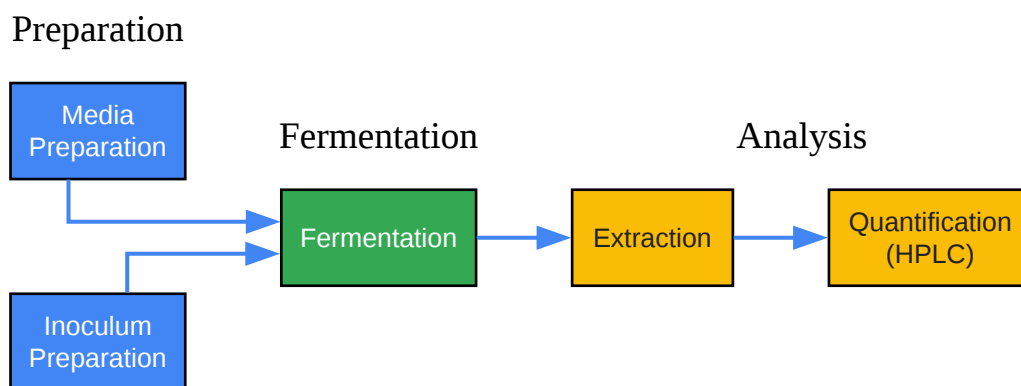 Preparation
Media
Preparation
Fermentation
Analysis
Fermentation
Extraction
Quantification
(HPLC)
Inoculum
Preparation